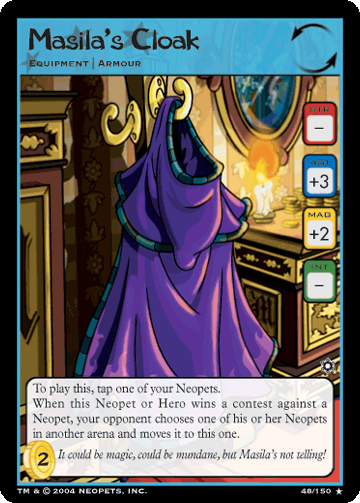 Masila's Cloak
Equipment | Armour
STR
–
AGI
+3
MAG
+2
INT
–
To play this, tap one of your Neopets.
When this Neopet or Hero wins a contest against a
Neopet, your opponent chooses one of his or her Neopets
in another arena and moves it to this one.
2
It could be magic, could be mundane, but Masila's not telling!
TM & © 2004 NEOPETS, INC.
48/150 ★